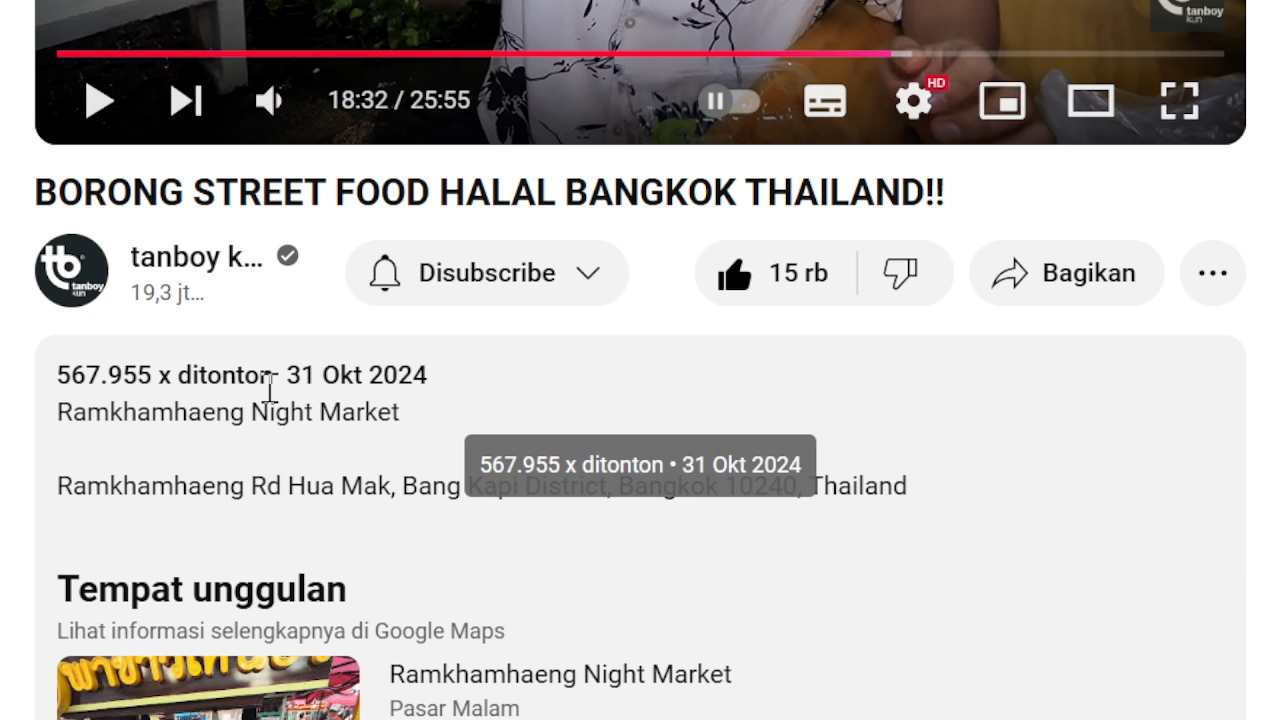 tanboy
kun
HD
18:32 / 25:55
BORONG STREET FOOD HALAL BANGKOK THAILAND!!
tb
tanboy
kun
tanboy k...
19,3 jt...
Disubscribe
15 rb
Bagikan
567.955 x ditonton 31 Okt 2024
Ramkhamhaeng Night Market
567.955 x ditonton • 31 Okt 2024
Ramkhamhaeng Rd Hua Mak, Bang Kapi District, Bangkok 10240, Thailand
Tempat unggulan
Lihat informasi selengkapnya di Google Maps
Ramkhamhaeng Night Market
Pasar Malam